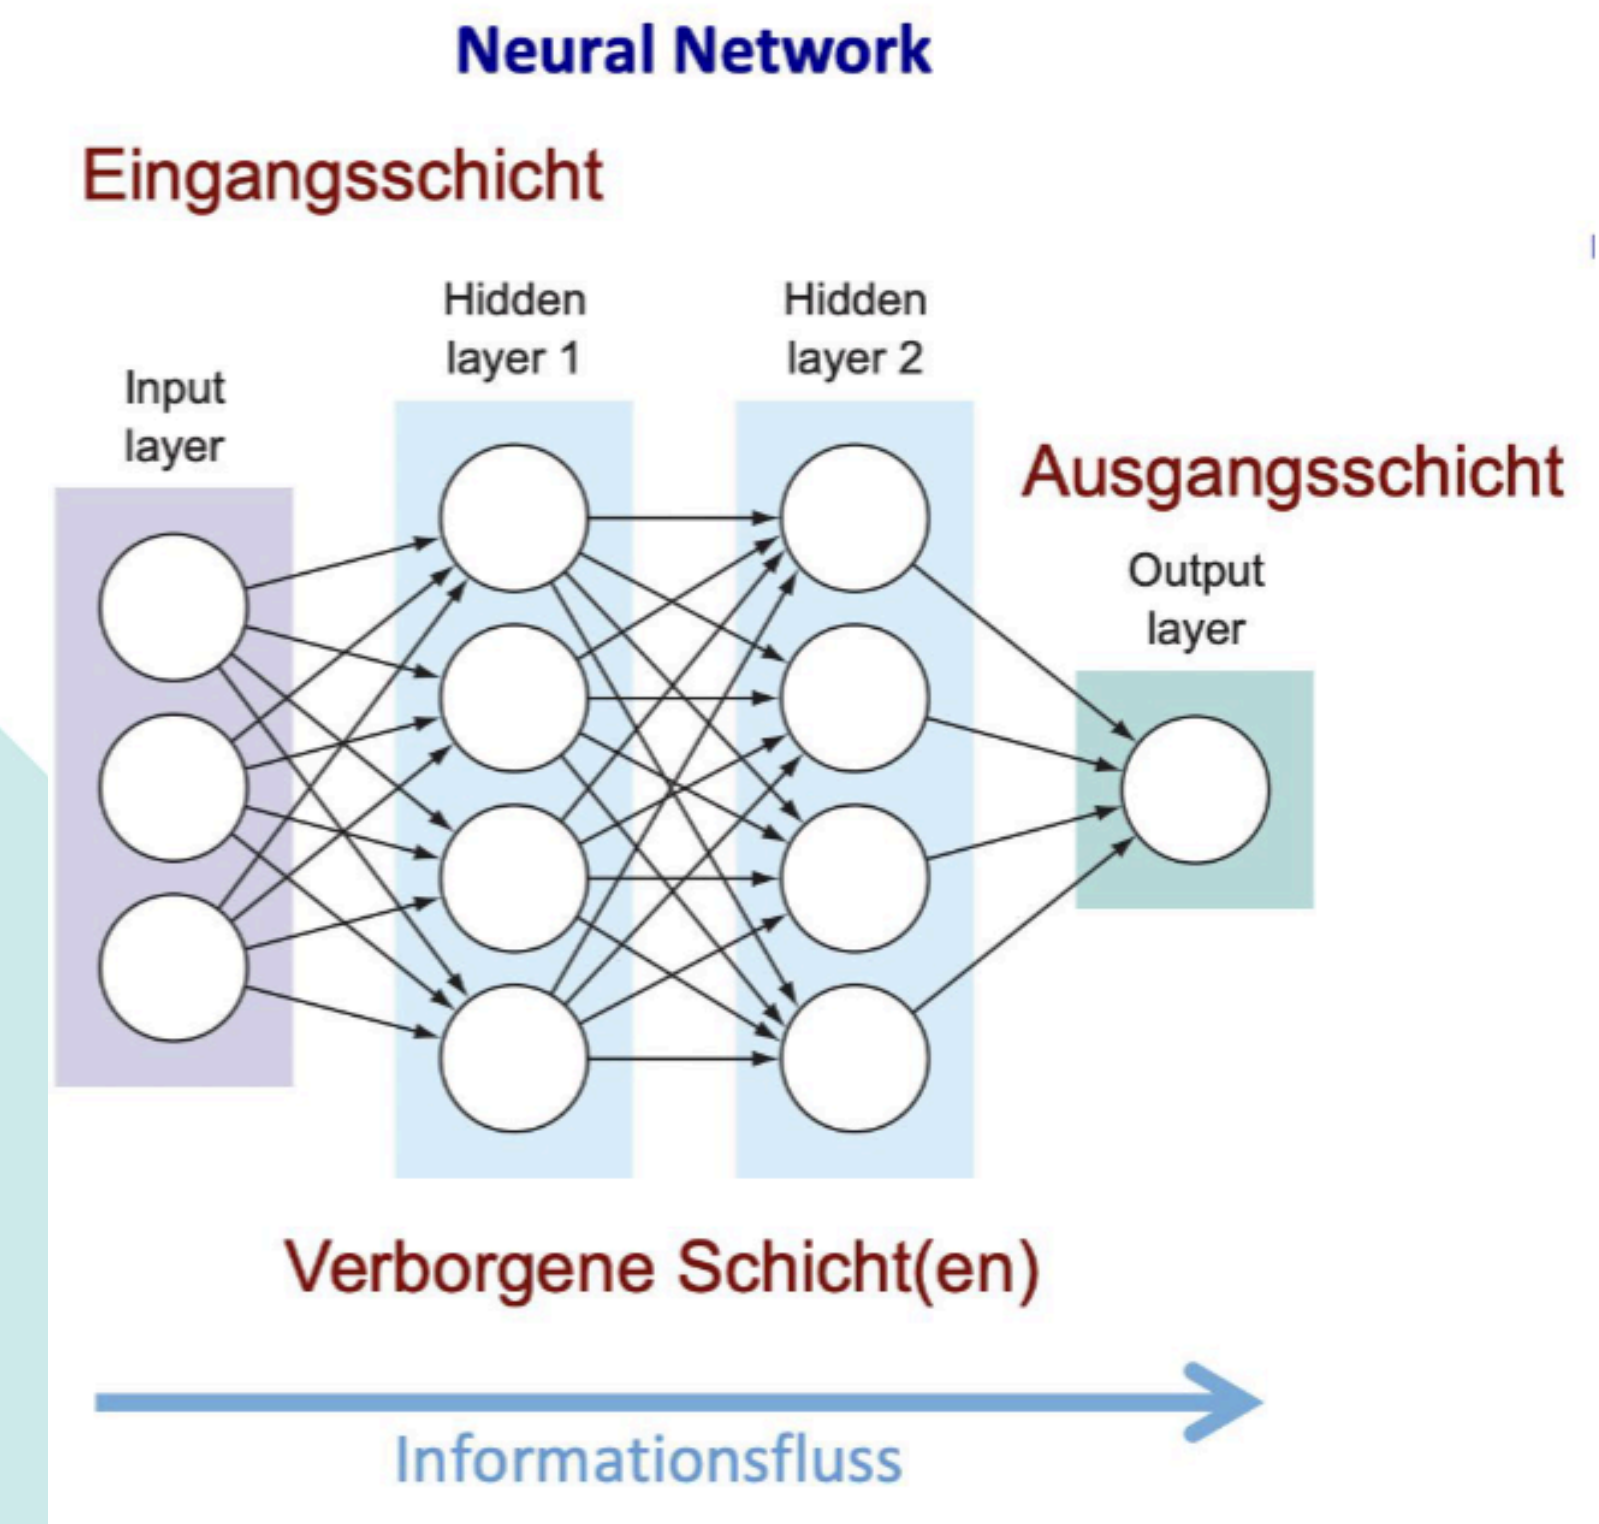 Neural Network
Eingangsschicht
Hidden
layer 1
Hidden
layer 2
Input
layer
Ausgangsschicht
Output
layer
Verborgene Schicht(en)
Informationsfluss